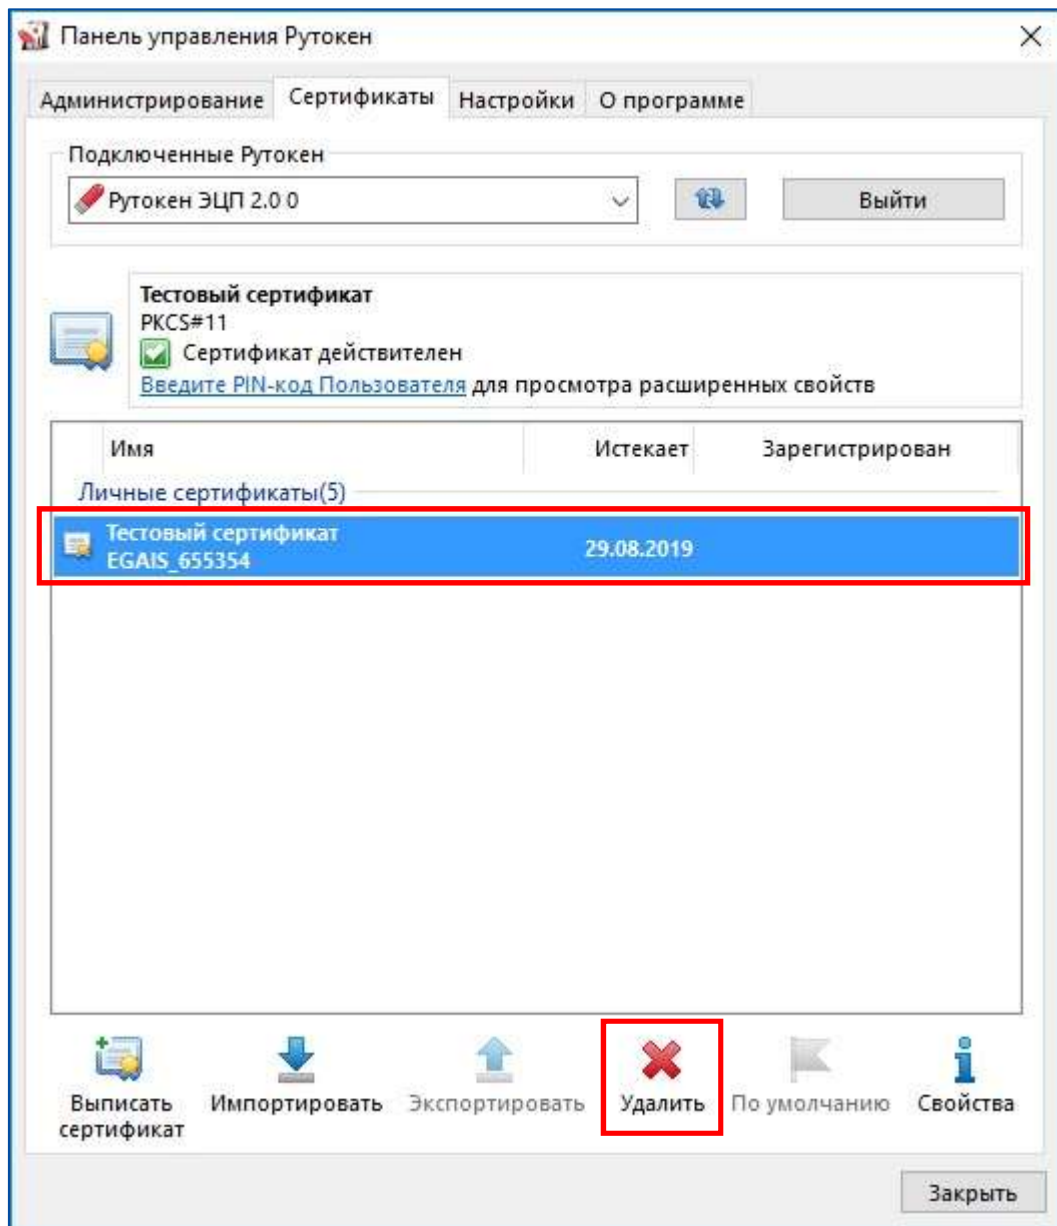 Панель управления Рутокен
Администрирование Сертификаты Настройки О программе
Подключенные Рутокен
Рутокен ЭЦП 2.0 0 Выйти
Тестовый сертификат
PKCS#11
Сертификат действителен
Введите PIN-код Пользователя для просмотра расширенных свойств
Имя Истекает Зарегистрирован
Личные сертификаты(5)
Тестовый сертификат
EGAIS_655354 29.08.2019
Выписать сертификат Импортировать Экспортировать Удалить По умолчанию Свойства
Закрыть